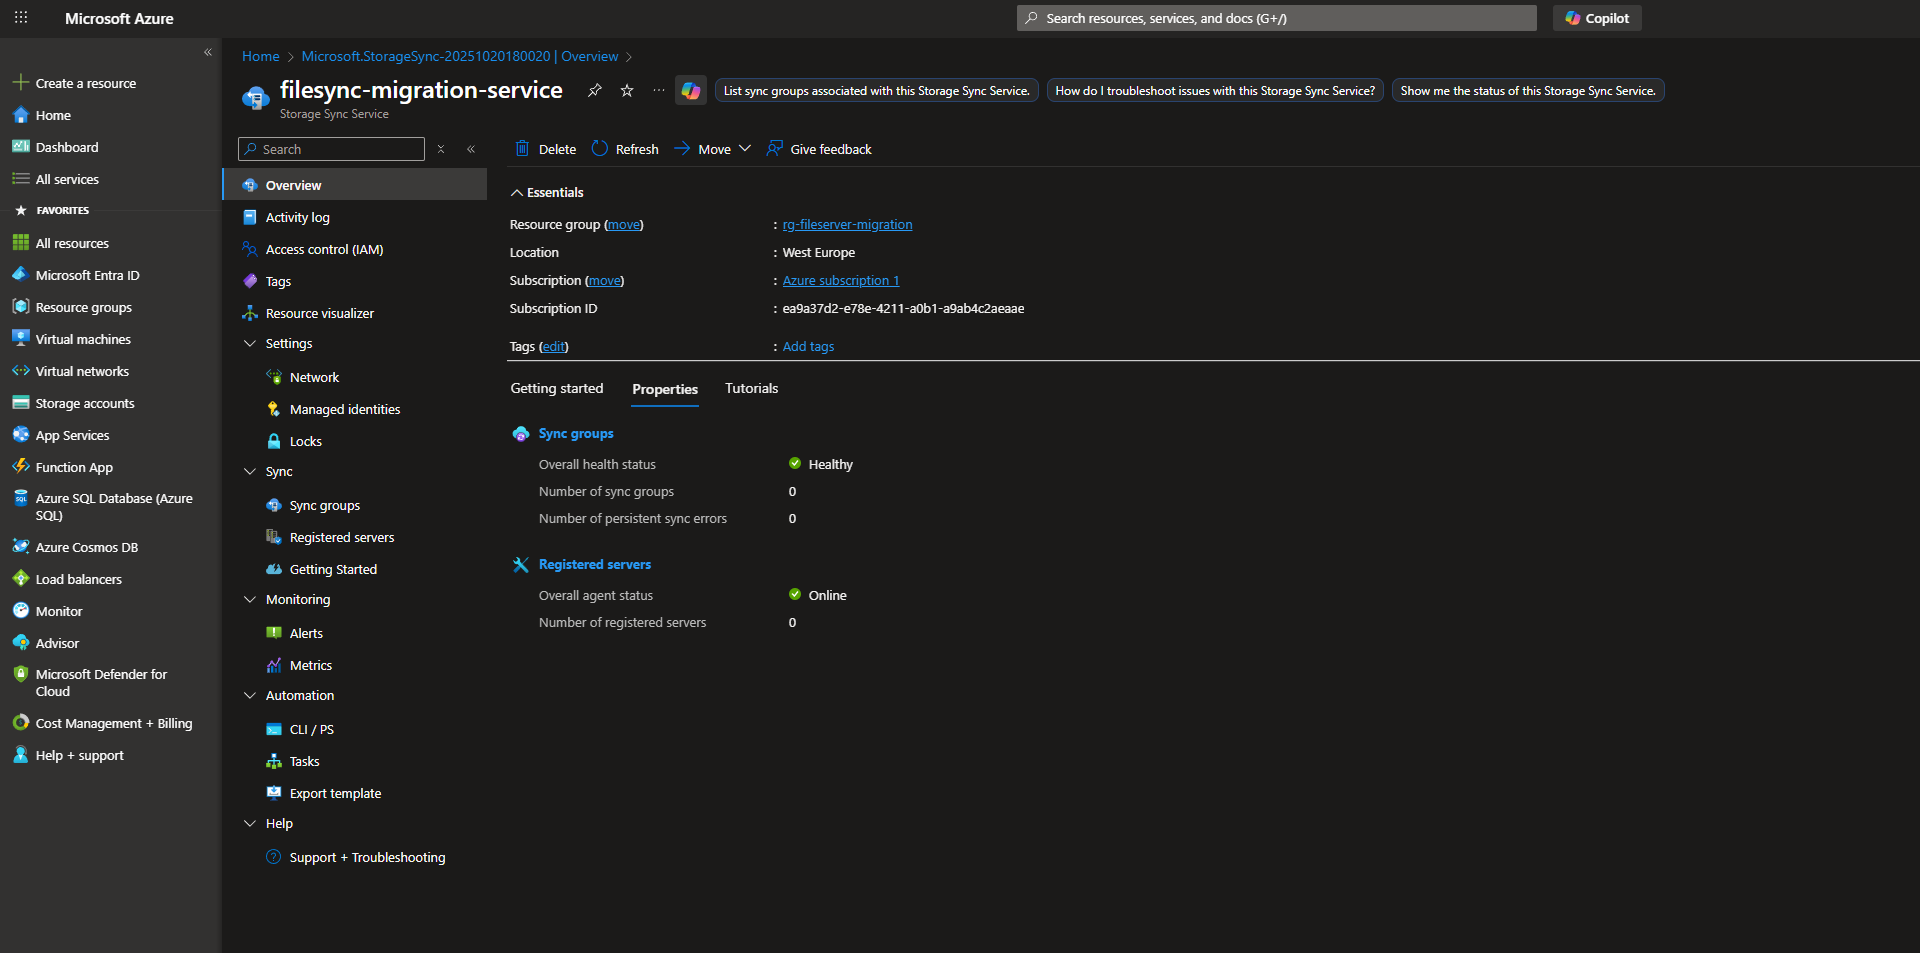 Microsoft Azure
Search resources, services, and docs (G+/)
Copilot
Create a resource
Home
Dashboard
All services
FAVORITES
All resources
Microsoft Entra ID
Resource groups
Virtual machines
Virtual networks
Storage accounts
App Services
Function App
Azure SQL Database (Azure
SQL)
Azure Cosmos DB
Load balancers
Monitor
Advisor
Microsoft Defender for
Cloud
Cost Management + Billing
Help + support
Home > Microsoft.StorageSync-20251020180020 | Overview >
filesync-migration-service
Storage Sync Service
List sync groups associated with this Storage Sync Service.
How do I troubleshoot issues with this Storage Sync Service?
Show me the status of this Storage Sync Service.
Search
Overview
Activity log
Access control (IAM)
Tags
Resource visualizer
Settings
Network
Managed identities
Locks
Sync
Sync groups
Registered servers
Getting Started
Monitoring
Alerts
Metrics
Automation
CLI / PS
Tasks
Export template
Help
Support + Troubleshooting
Delete Refresh Move Give feedback
Essentials
Resource group (move) : rg-fileserver-migration
Location : West Europe
Subscription (move) : Azure subscription 1
Subscription ID : ea9a37d2-e78e-4211-a0b1-a9ab4c2aeaae
Tags (edit) : Add tags
Getting started Properties Tutorials
Sync groups
Overall health status Healthy
Number of sync groups 0
Number of persistent sync errors 0
Registered servers
Overall agent status Online
Number of registered servers 0